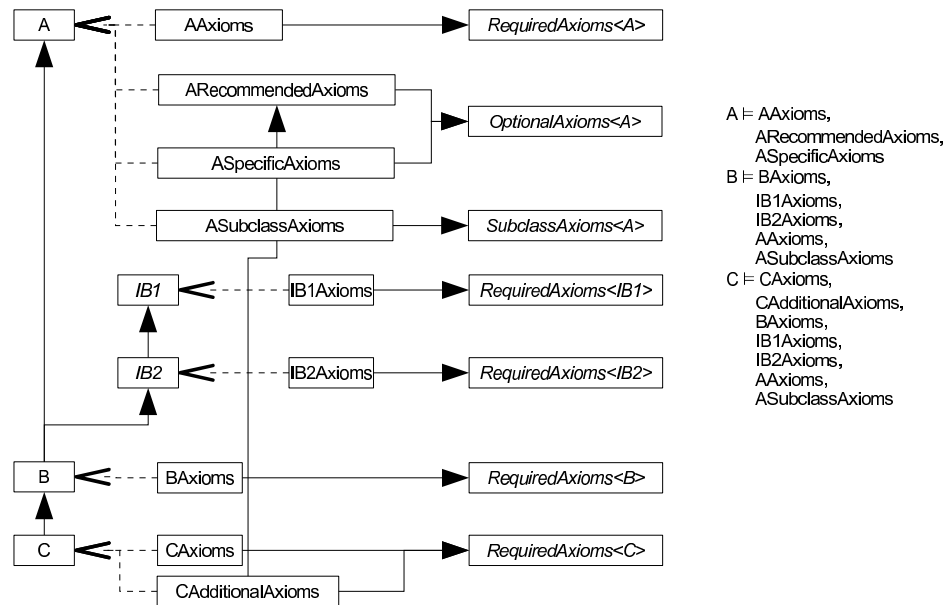 A
AAxioms
RequiredAxioms<A>
ARecommendedAxioms
OptionalAxioms<A>
ASpecificAxioms
ASubclassAxioms
SubclassAxioms<A>
IB1
IB1Axioms
RequiredAxioms<IB1>
IB2
IB2Axioms
RequiredAxioms<IB2>
B
BAxioms
RequiredAxioms<B>
C
CAxioms
RequiredAxioms<C>
CAdditionalAxioms
A ⊨ AAxioms,
ARecommendedAxioms,
ASpecificAxioms
B ⊨ BAxioms,
IB1Axioms,
IB2Axioms,
AAxioms,
ASubclassAxioms
C ⊨ CAxioms,
CAdditionalAxioms,
BAxioms,
IB1Axioms,
IB2Axioms,
AAxioms,
ASubclassAxioms